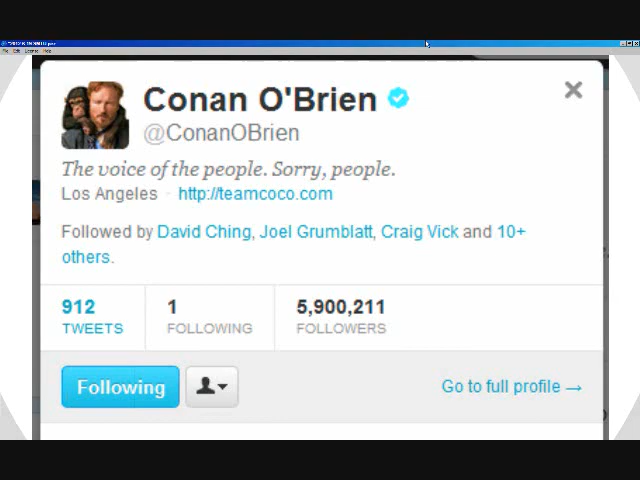 Conan O'Brien
@ConanOBrien
The voice of the people. Sorry, people.
Los Angeles · http://teamcoco.com
Followed by David Ching, Joel Grumblatt, Craig Vick and 10+
others.
912 1 5,900,211
TWEETS FOLLOWING FOLLOWERS
Following Go to full profile →